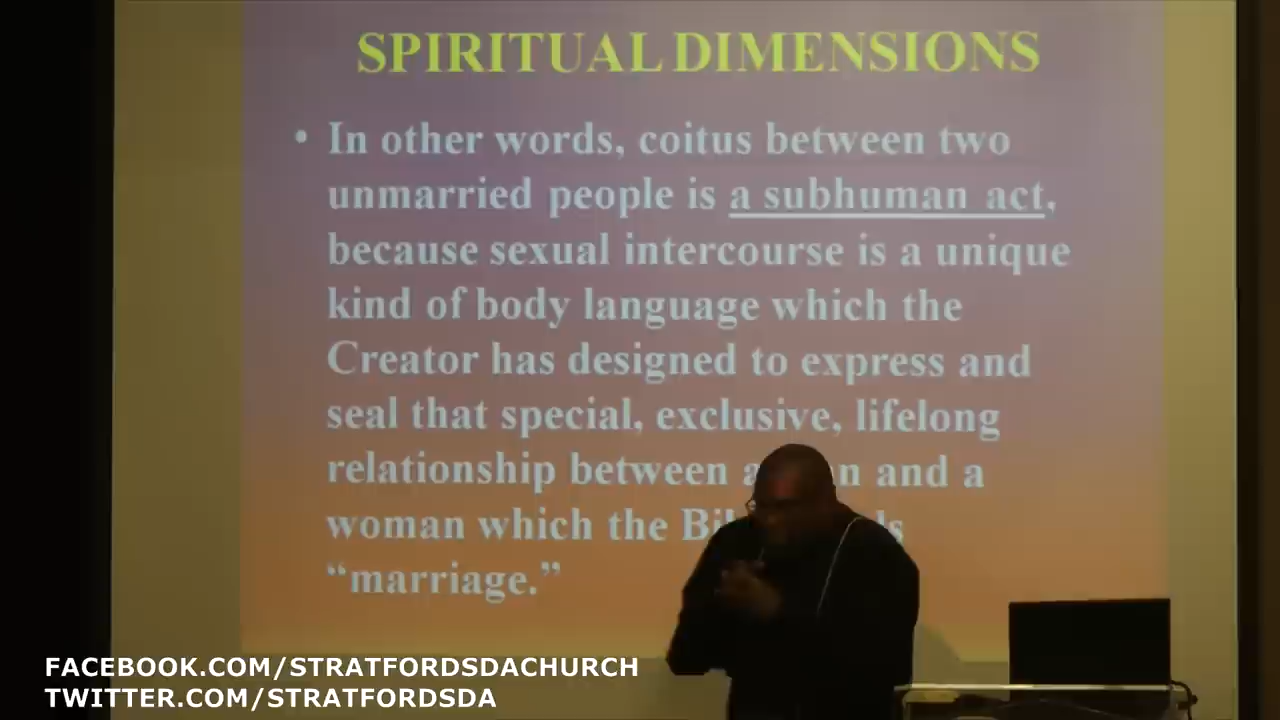 SPIRITUAL DIMENSIONS
• In other words, coitus between two
unmarried people is a subhuman act,
because sexual intercourse is a unique
kind of body language which the
Creator has designed to express and
seal that special, exclusive, lifelong
relationship between a and a
woman which the
“marriage.”
FACEBOOK.COM/STRATFORDSDACHURCH
TWITTER.COM/STRATFORDSDA